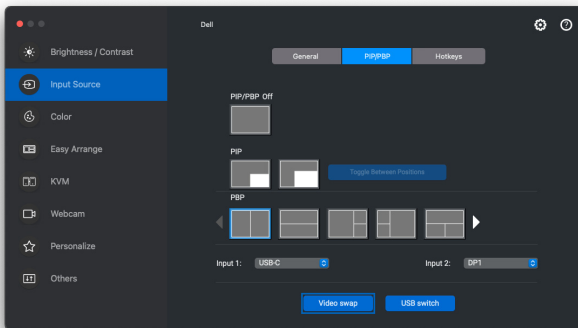 Dell
Brightness / Contrast
Input Source
Color
Easy Arrange
KVM
Webcam
Personalize
Others
General
PIP/PBP
Hotkeys
PIP/PBP Off
PIP
Toggle Between Positions
PBP
Input 1:
USB-C
Input 2:
DP1
Video swap
USB switch